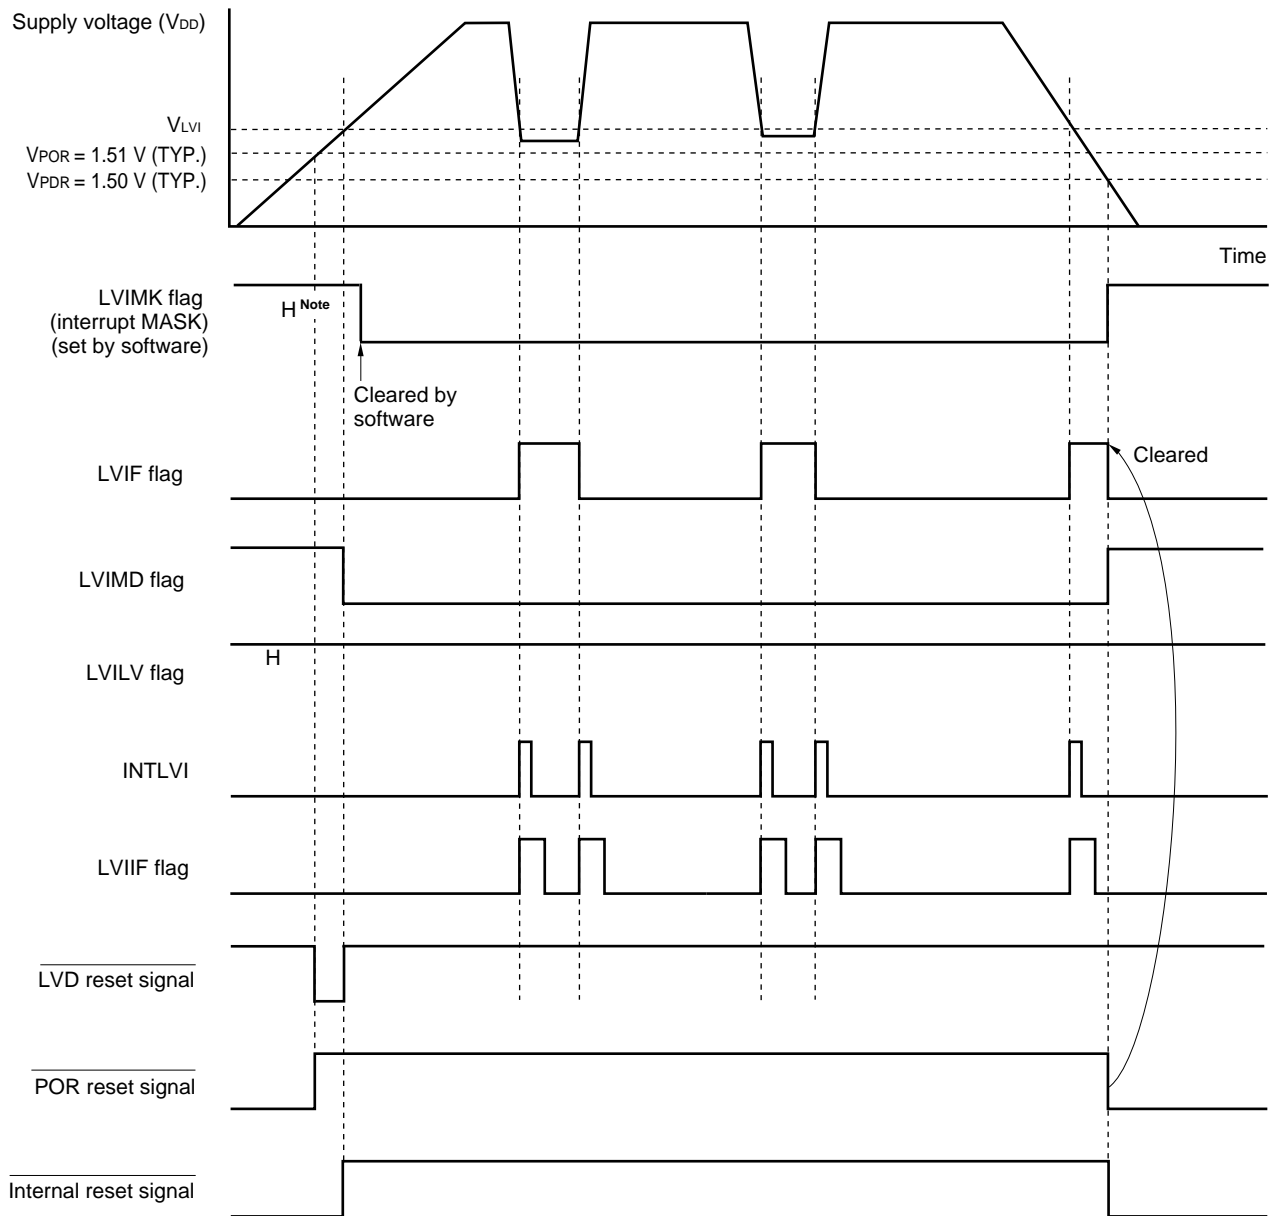 Supply voltage (VDD)
VLVI
VPOR = 1.51 V (TYP.)
VPDR = 1.50 V (TYP.)
Time
LVIMK flag
(interrupt MASK)
(set by software)
H Note
Cleared by
software
LVIF flag
Cleared
LVIMD flag
H
LVILV flag
INTLVI
LVIIF flag
LVD reset signal
POR reset signal
Internal reset signal